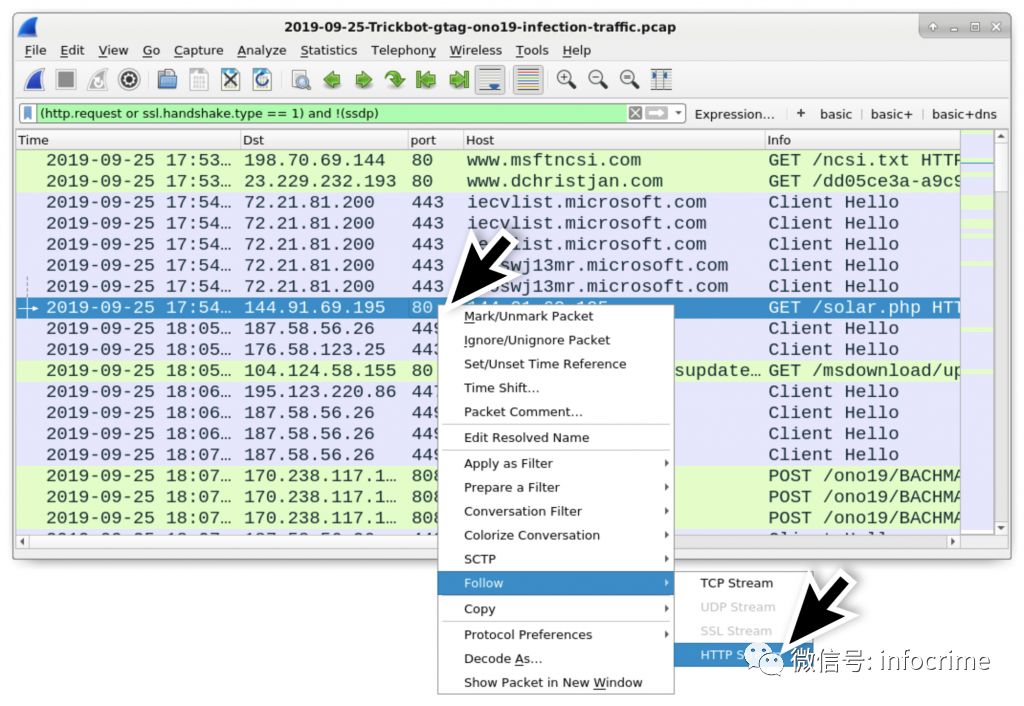 2019-09-25-Trickbot-gtag-ono19-infection-traffic.pcap
File Edit View Go Capture Analyze Statistics Telephony Wireless Tools Help
(http.request or ssl.handshake.type == 1) and !(ssdp) Expression... + basic basic+ basic+dns
Time Dst port Host Info
2019-09-25 17:53... 198.70.69.144 80 www.msftncsi.com GET /ncsi.txt HTTP
2019-09-25 17:53... 23.229.232.193 80 www.dchristjan.com GET /dd05ce3a-a9c9
2019-09-25 17:54... 72.21.81.200 443 iecvlist.microsoft.com Client Hello
2019-09-25 17:54... 72.21.81.200 443 iecvlist.microsoft.com Client Hello
2019-09-25 17:54... 72.21.81.200 443 list.microsoft.com Client Hello
2019-09-25 17:54... 72.21.81.200 443 swj13mr.microsoft.com Client Hello
2019-09-25 17:54... 72.21.81.200 443 swj13mr.microsoft.com Client Hello
2019-09-25 17:54... 144.91.69.195 80 GET /solar.php HTT
2019-09-25 18:05... 187.58.56.26 449 Client Hello
2019-09-25 18:05... 176.58.123.25 443 Client Hello
2019-09-25 18:05... 104.124.58.155 80 supdate... GET /msdownload/up
2019-09-25 18:06... 195.123.220.86 447 Client Hello
2019-09-25 18:06... 187.58.56.26 449 Client Hello
2019-09-25 18:06... 187.58.56.26 449 Client Hello
2019-09-25 18:07... 187.58.56.26 449 Client Hello
2019-09-25 18:07... 170.238.117.1... 808 POST /ono19/BACHMA
2019-09-25 18:07... 170.238.117.1... 808 POST /ono19/BACHMA
2019-09-25 18:07... 170.238.117.1... 808 POST /ono19/BACHMA
Mark/Unmark Packet
Ignore/Unignore Packet
Set/Unset Time Reference
Time Shift...
Packet Comment...
Edit Resolved Name
Apply as Filter
Prepare a Filter
Conversation Filter
Colorize Conversation
SCTP
Follow
Copy
Protocol Preferences
Decode As...
Show Packet in New Window
TCP Stream
UDP Stream
SSL Stream
HTTP S
微信号: infocrime